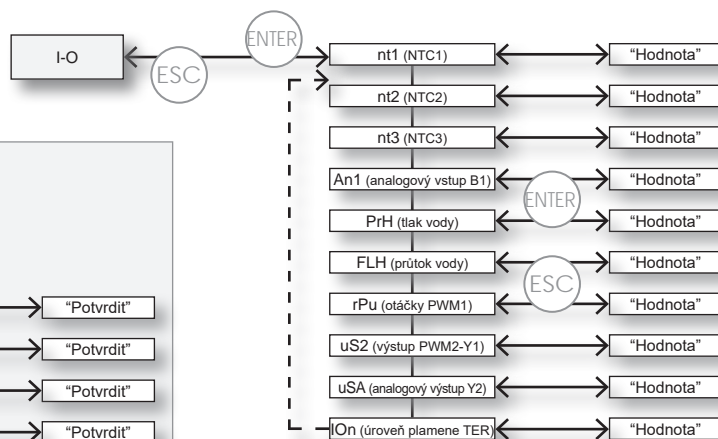 I-O
ESC
ENTER
nt1 (NTC1)
"Hodnota"
nt2 (NTC2)
"Hodnota"
nt3 (NTC3)
"Hodnota"
An1 (analogový vstup B1)
ENTER
"Hodnota"
PrH (tlak vody)
"Hodnota"
FLH (průtok vody)
ESC
"Hodnota"
rPu (otáčky PWM1)
"Hodnota"
uS2 (výstup PWM2-Y1)
"Hodnota"
uSA (analogový výstup Y2)
"Hodnota"
IOn (úroveň plamene TER)
"Hodnota"
"Potvrdit"
"Potvrdit"
"Potvrdit"
"Potvrdit"